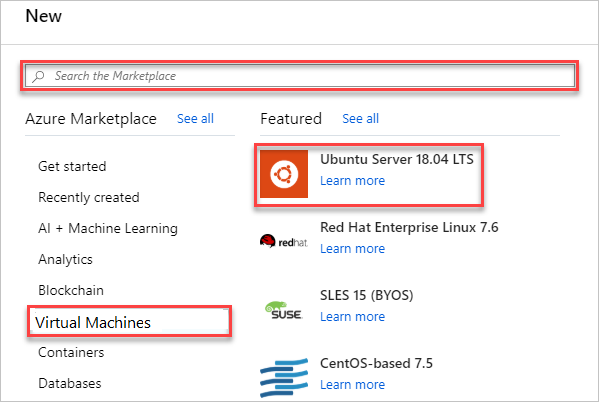 New
Search the Marketplace
Azure Marketplace See all
Get started
Recently created
AI + Machine Learning
Analytics
Blockchain
Virtual Machines
Containers
Databases
Featured See all
Ubuntu Server 18.04 LTS
Learn more
redhat
Red Hat Enterprise Linux 7.6
Learn more
SUSE
SLES 15 (BYOS)
Learn more
CentOS-based 7.5
Learn more